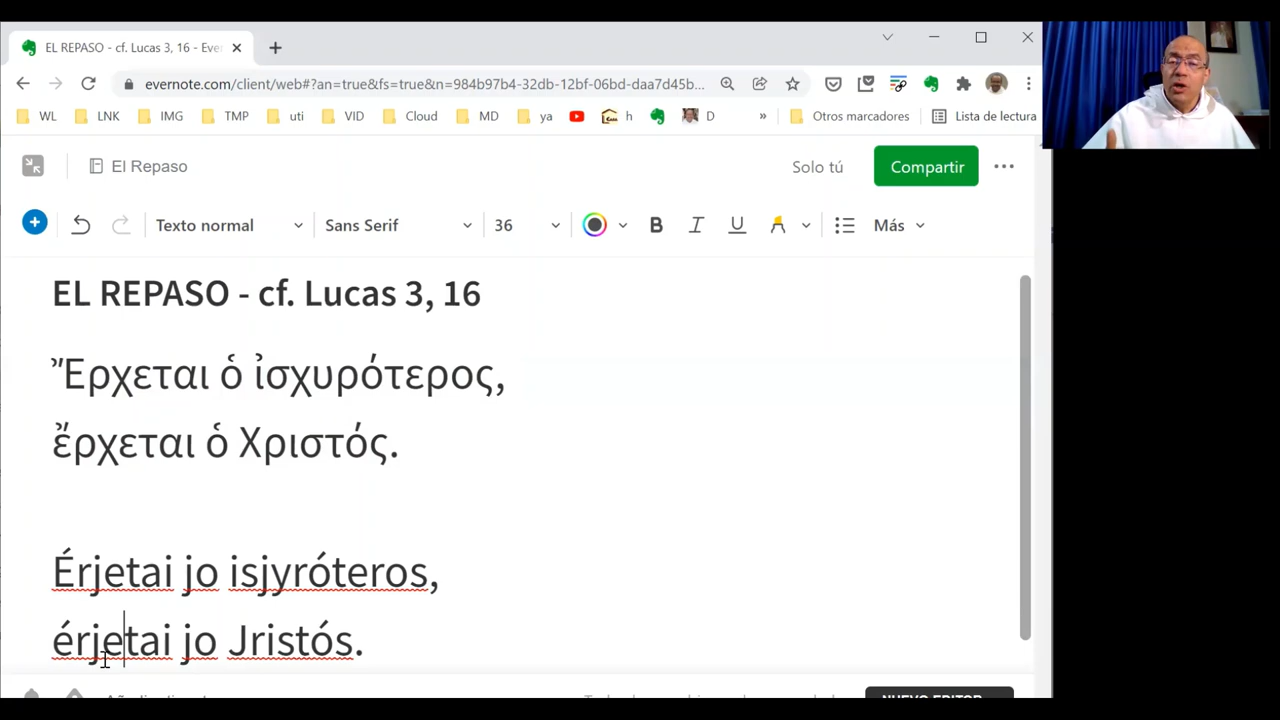 EL REPASO - cf. Lucas 3, 16 - Ever
evernote.com/client/web#?an=true&fs=true&n=984b97b4-32db-12bf-06bd-daa7d45b...
WL LNK IMG TMP uti VID Cloud MD ya h D » Otros marcadores Lista de lectura
El Repaso Solo tú Compartir
Texto normal Sans Serif 36 B I U A Más
EL REPASO - cf. Lucas 3, 16
Ἔρχεται ὁ ἰσχυρότερος,
ἔρχεται ὁ Χριστός.
Érjetai jo isjyróteros,
érjetai jo Jristós.
NUEVO EDITOR